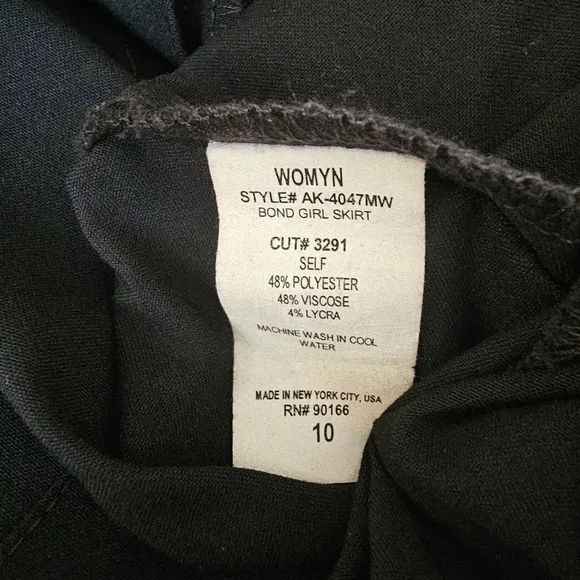 WOMYN
STYLE# AK-4047MW
BOND GIRL SKIRT
CUT# 3291
SELF
48% POLYESTER
48% VISCOSE
4% LYCRA
MACHINE WASH IN COOL
WATER
MADE IN NEW YORK CITY, USA
RN# 90166
10